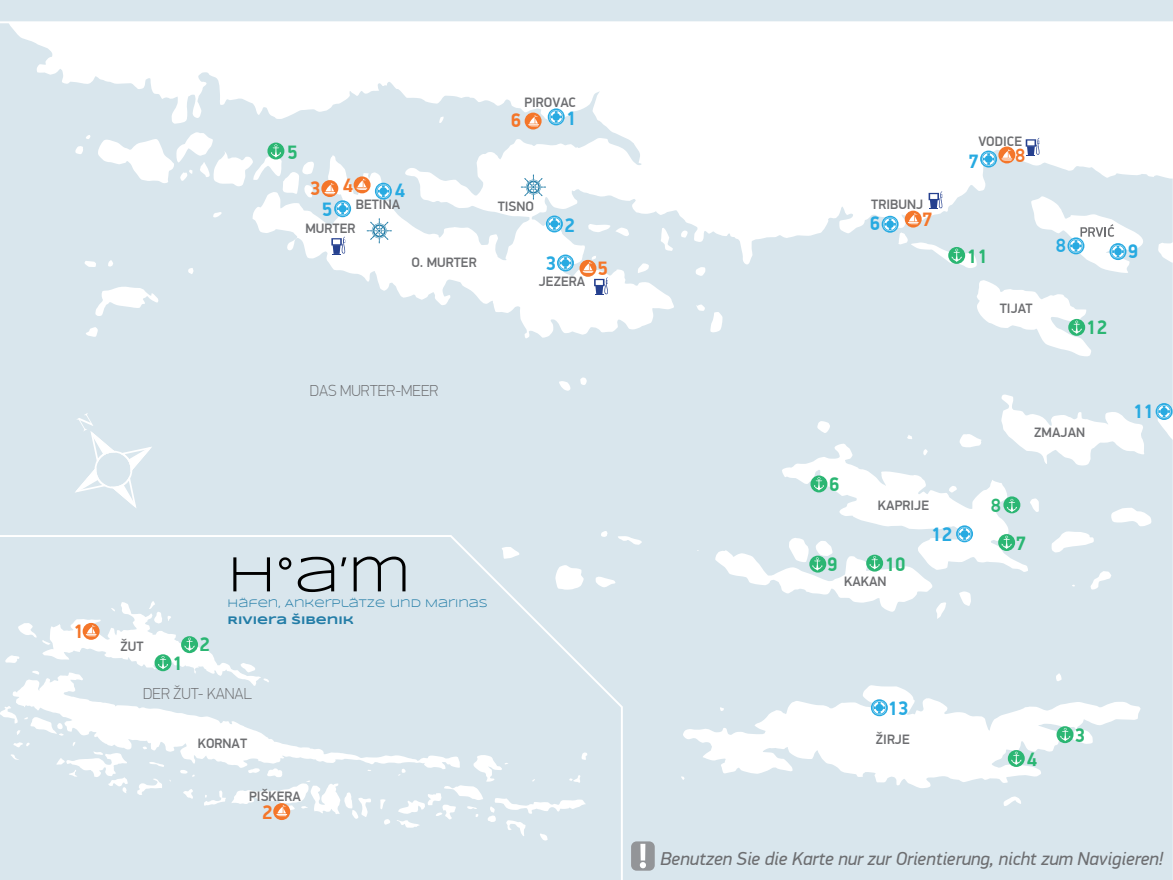 PIROVAC
6 1
VODICE
7 8
5
3 4 4
5 BETINA
TISNO
MURTER
TRIBUNJ
6 7
2
PRVIĆ
8 9
O. MURTER
3 5
JEZERA
11
TIJAT
12
DAS MURTER-MEER
N
11
ZMAJAN
6
KAPRIJE
8
12
7
9 10
KAKAN
H°a'm
Häfen, Ankerplätze und Marinas
Riviera Šibenik
1
ŽUT
2
1
DER ŽUT- KANAL
KORNAT
PIŠKERA
2
13
ŽIRJE
3
4
! Benutzen Sie die Karte nur zur Orientierung, nicht zum Navigieren!